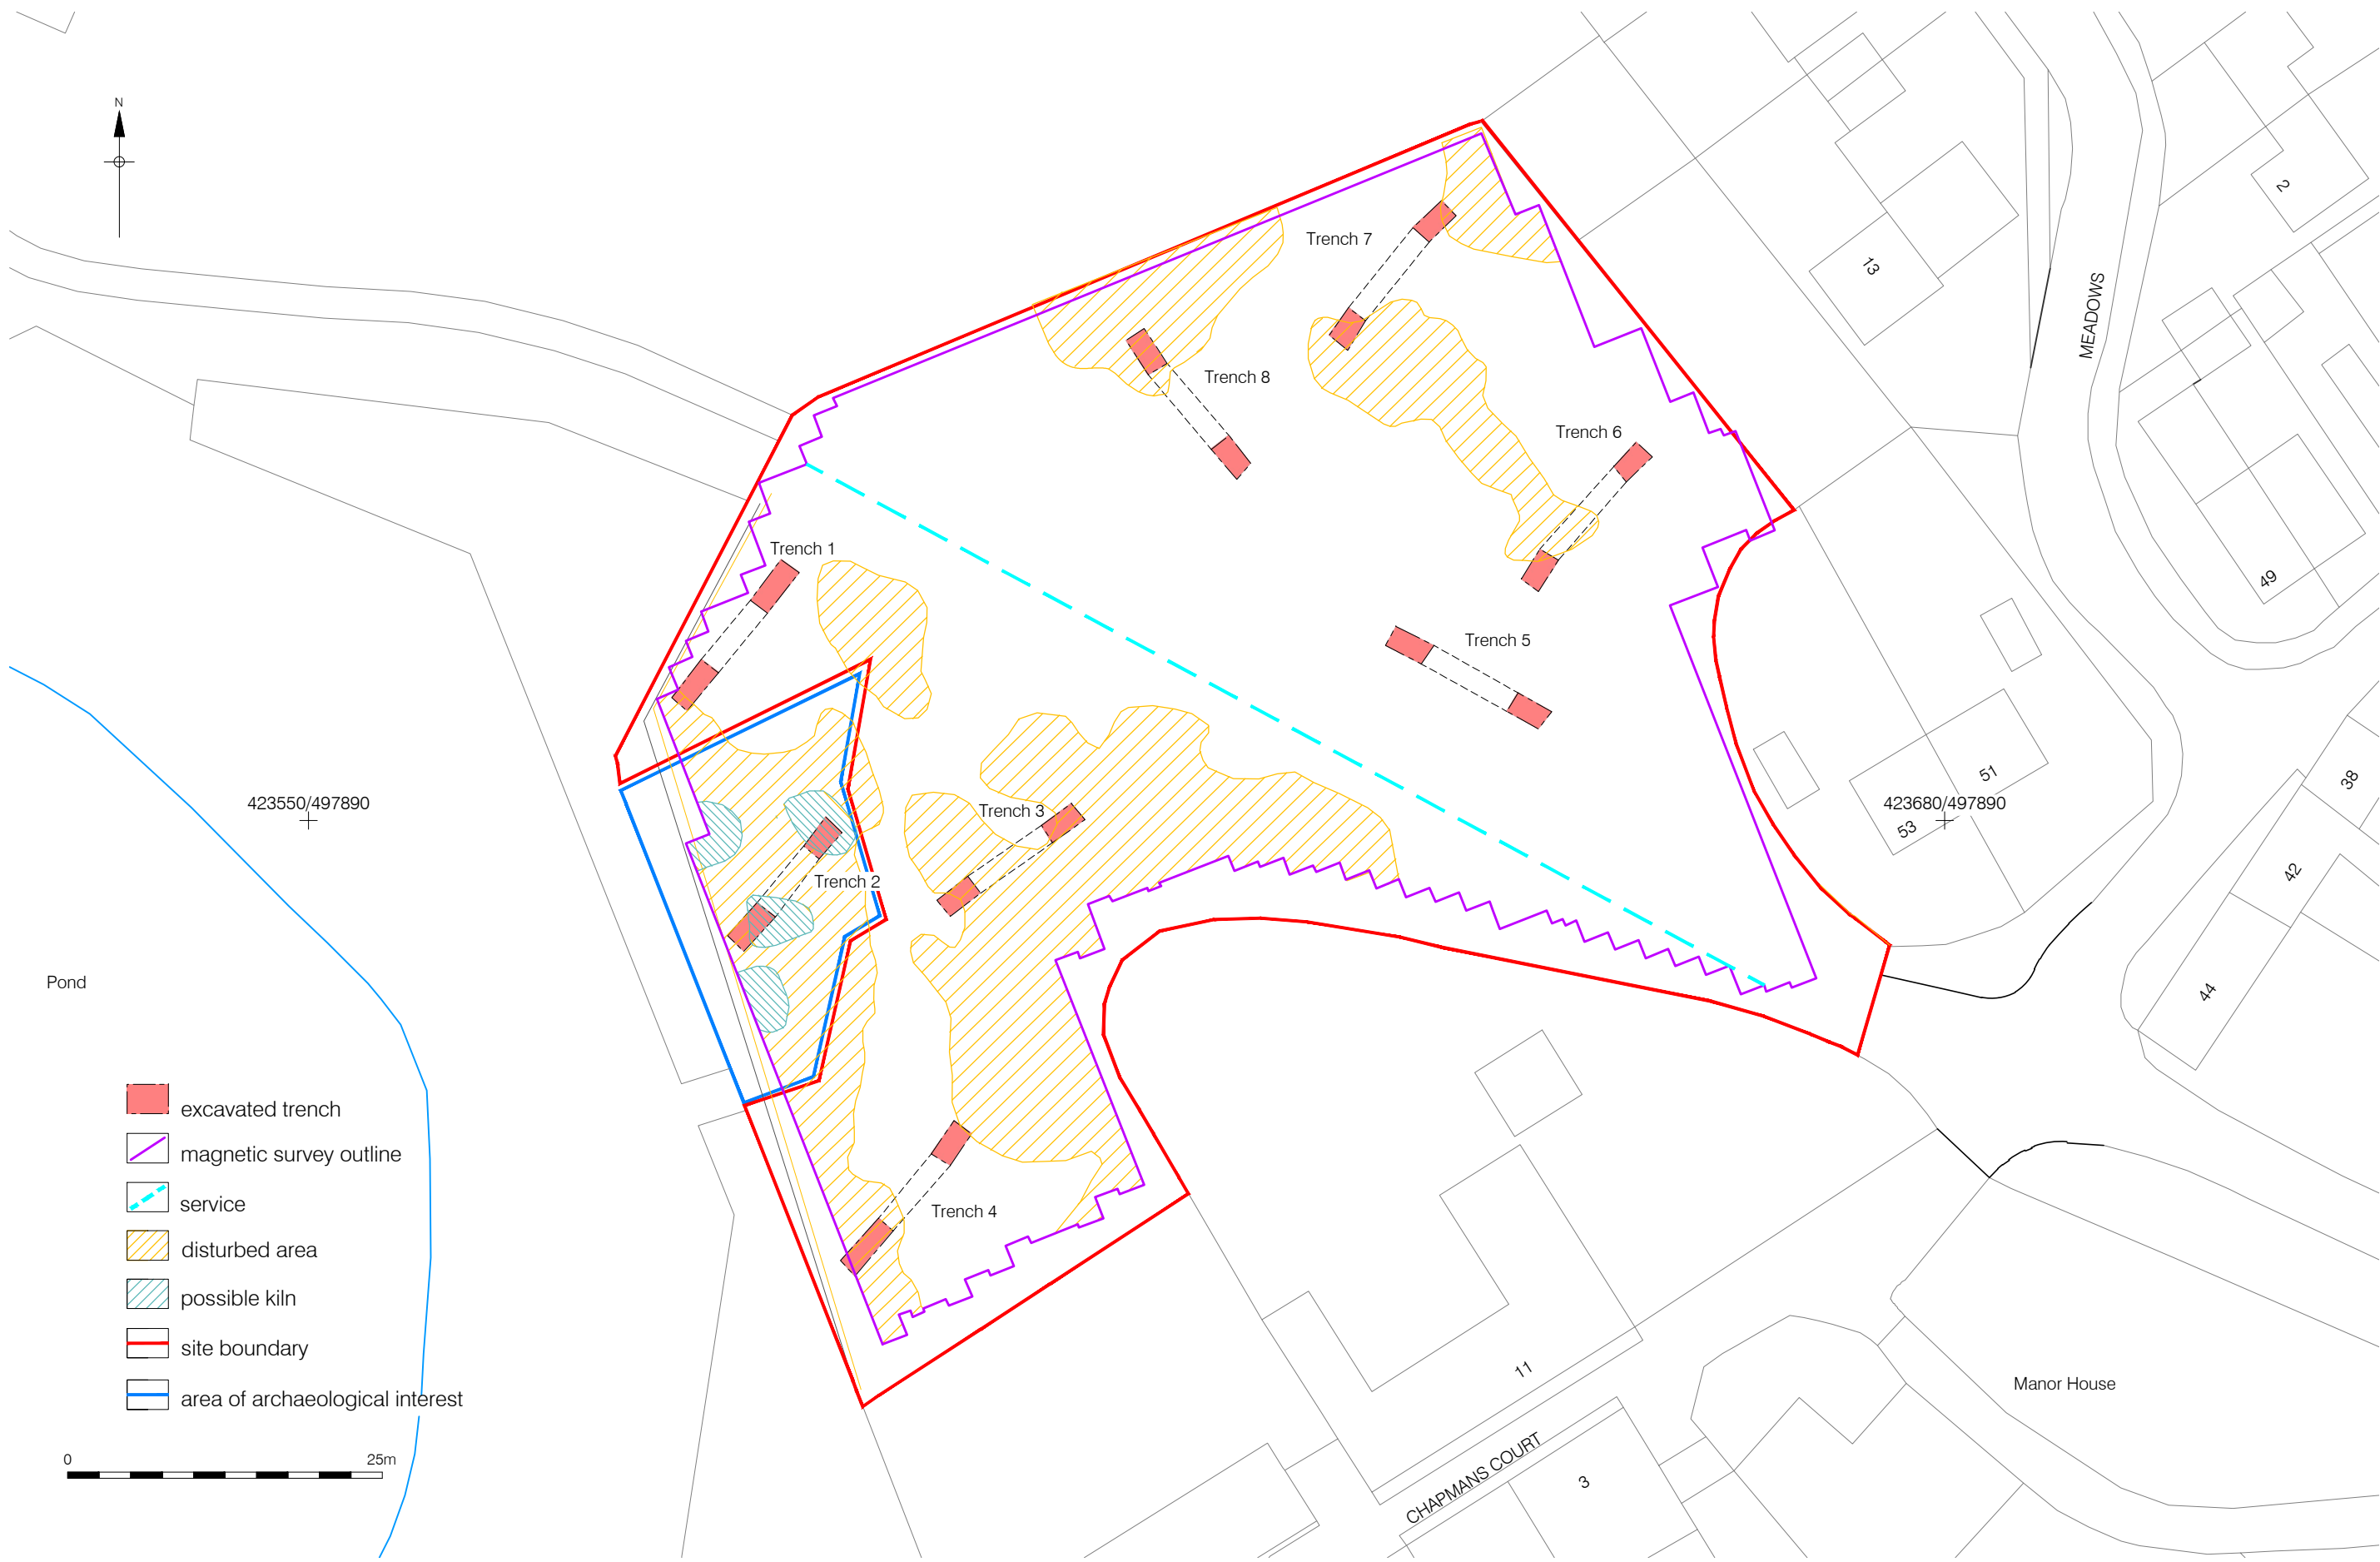 N
2
13
MEADOWS
Trench 7
Trench 8
Trench 6
49
Trench 1
Trench 5
51
38
423550/497890
423680/497890
53
Trench 3
42
Trench 2
Pond
44
excavated trench
magnetic survey outline
service
Trench 4
disturbed area
possible kiln
site boundary
11
Manor House
area of archaeological interest
0 25m
CHAPMANS COURT
3